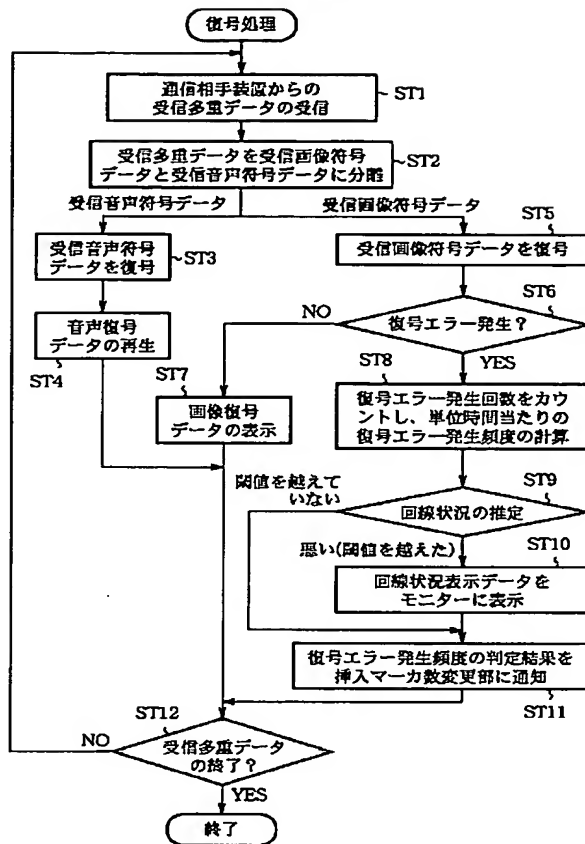 復号処理
通信相手装置からの
受信多重データの受信
ST1
受信多重データを受信画像符号
データと受信音声符号データに分離
ST2
受信音声符号データ
受信画像符号データ
ST5
受信音声符号
データを復号
ST3
受信画像符号データを復号
ST6
NO
復号エラー発生?
音声復号
データの再生
ST4
ST7
YES
ST8
画像復号
データの表示
復号エラー発生回数をカウ
ントし、単位時間当たりの
復号エラー発生頻度の計算
閾値を越えて
いない
ST9
回線状況の推定
悪い(閾値を越えた)
ST10
回線状況表示データを
モニターに表示
復号エラー発生頻度の判定結果を
挿入マーカ数変更部に通知
ST11
ST12
NO
受信多重データ
の終了?
YES
終了